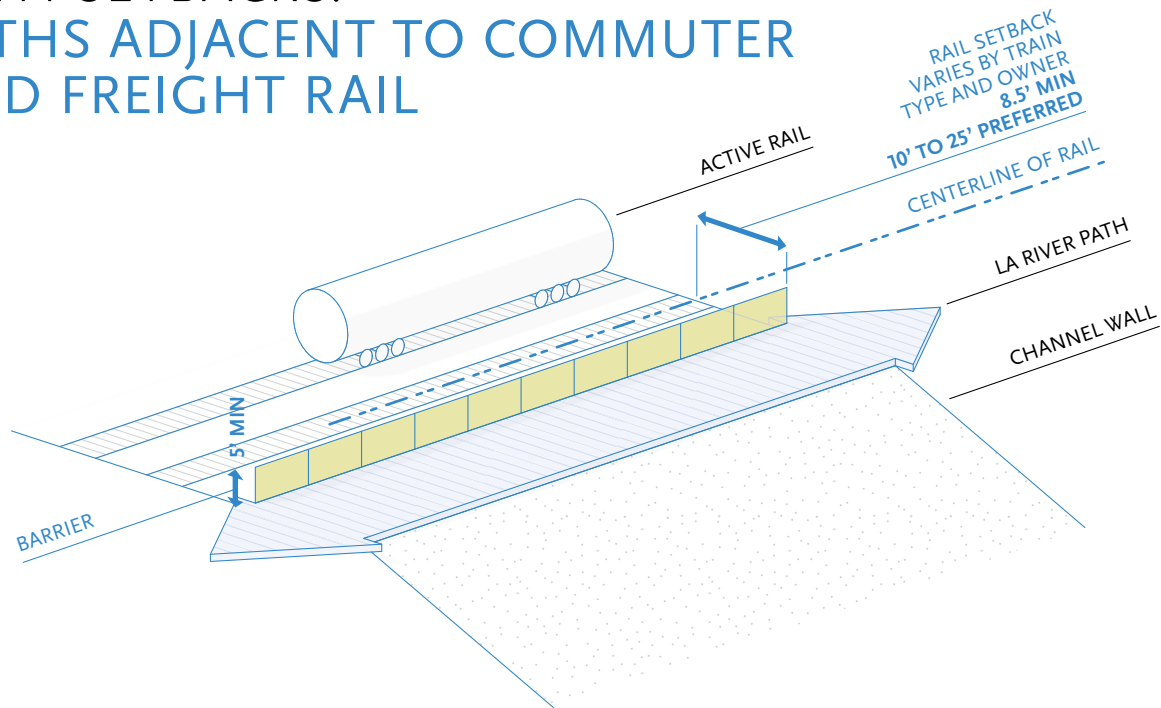 THS ADJACENT TO COMMUTER
D FREIGHT RAIL
RAIL SETBACK
VARIES BY TRAIN
TYPE AND OWNER
8.5' MIN
10' TO 25' PREFERRED
ACTIVE RAIL
CENTERLINE OF RAIL
LA RIVER PATH
CHANNEL WALL
5' MIN
BARRIER